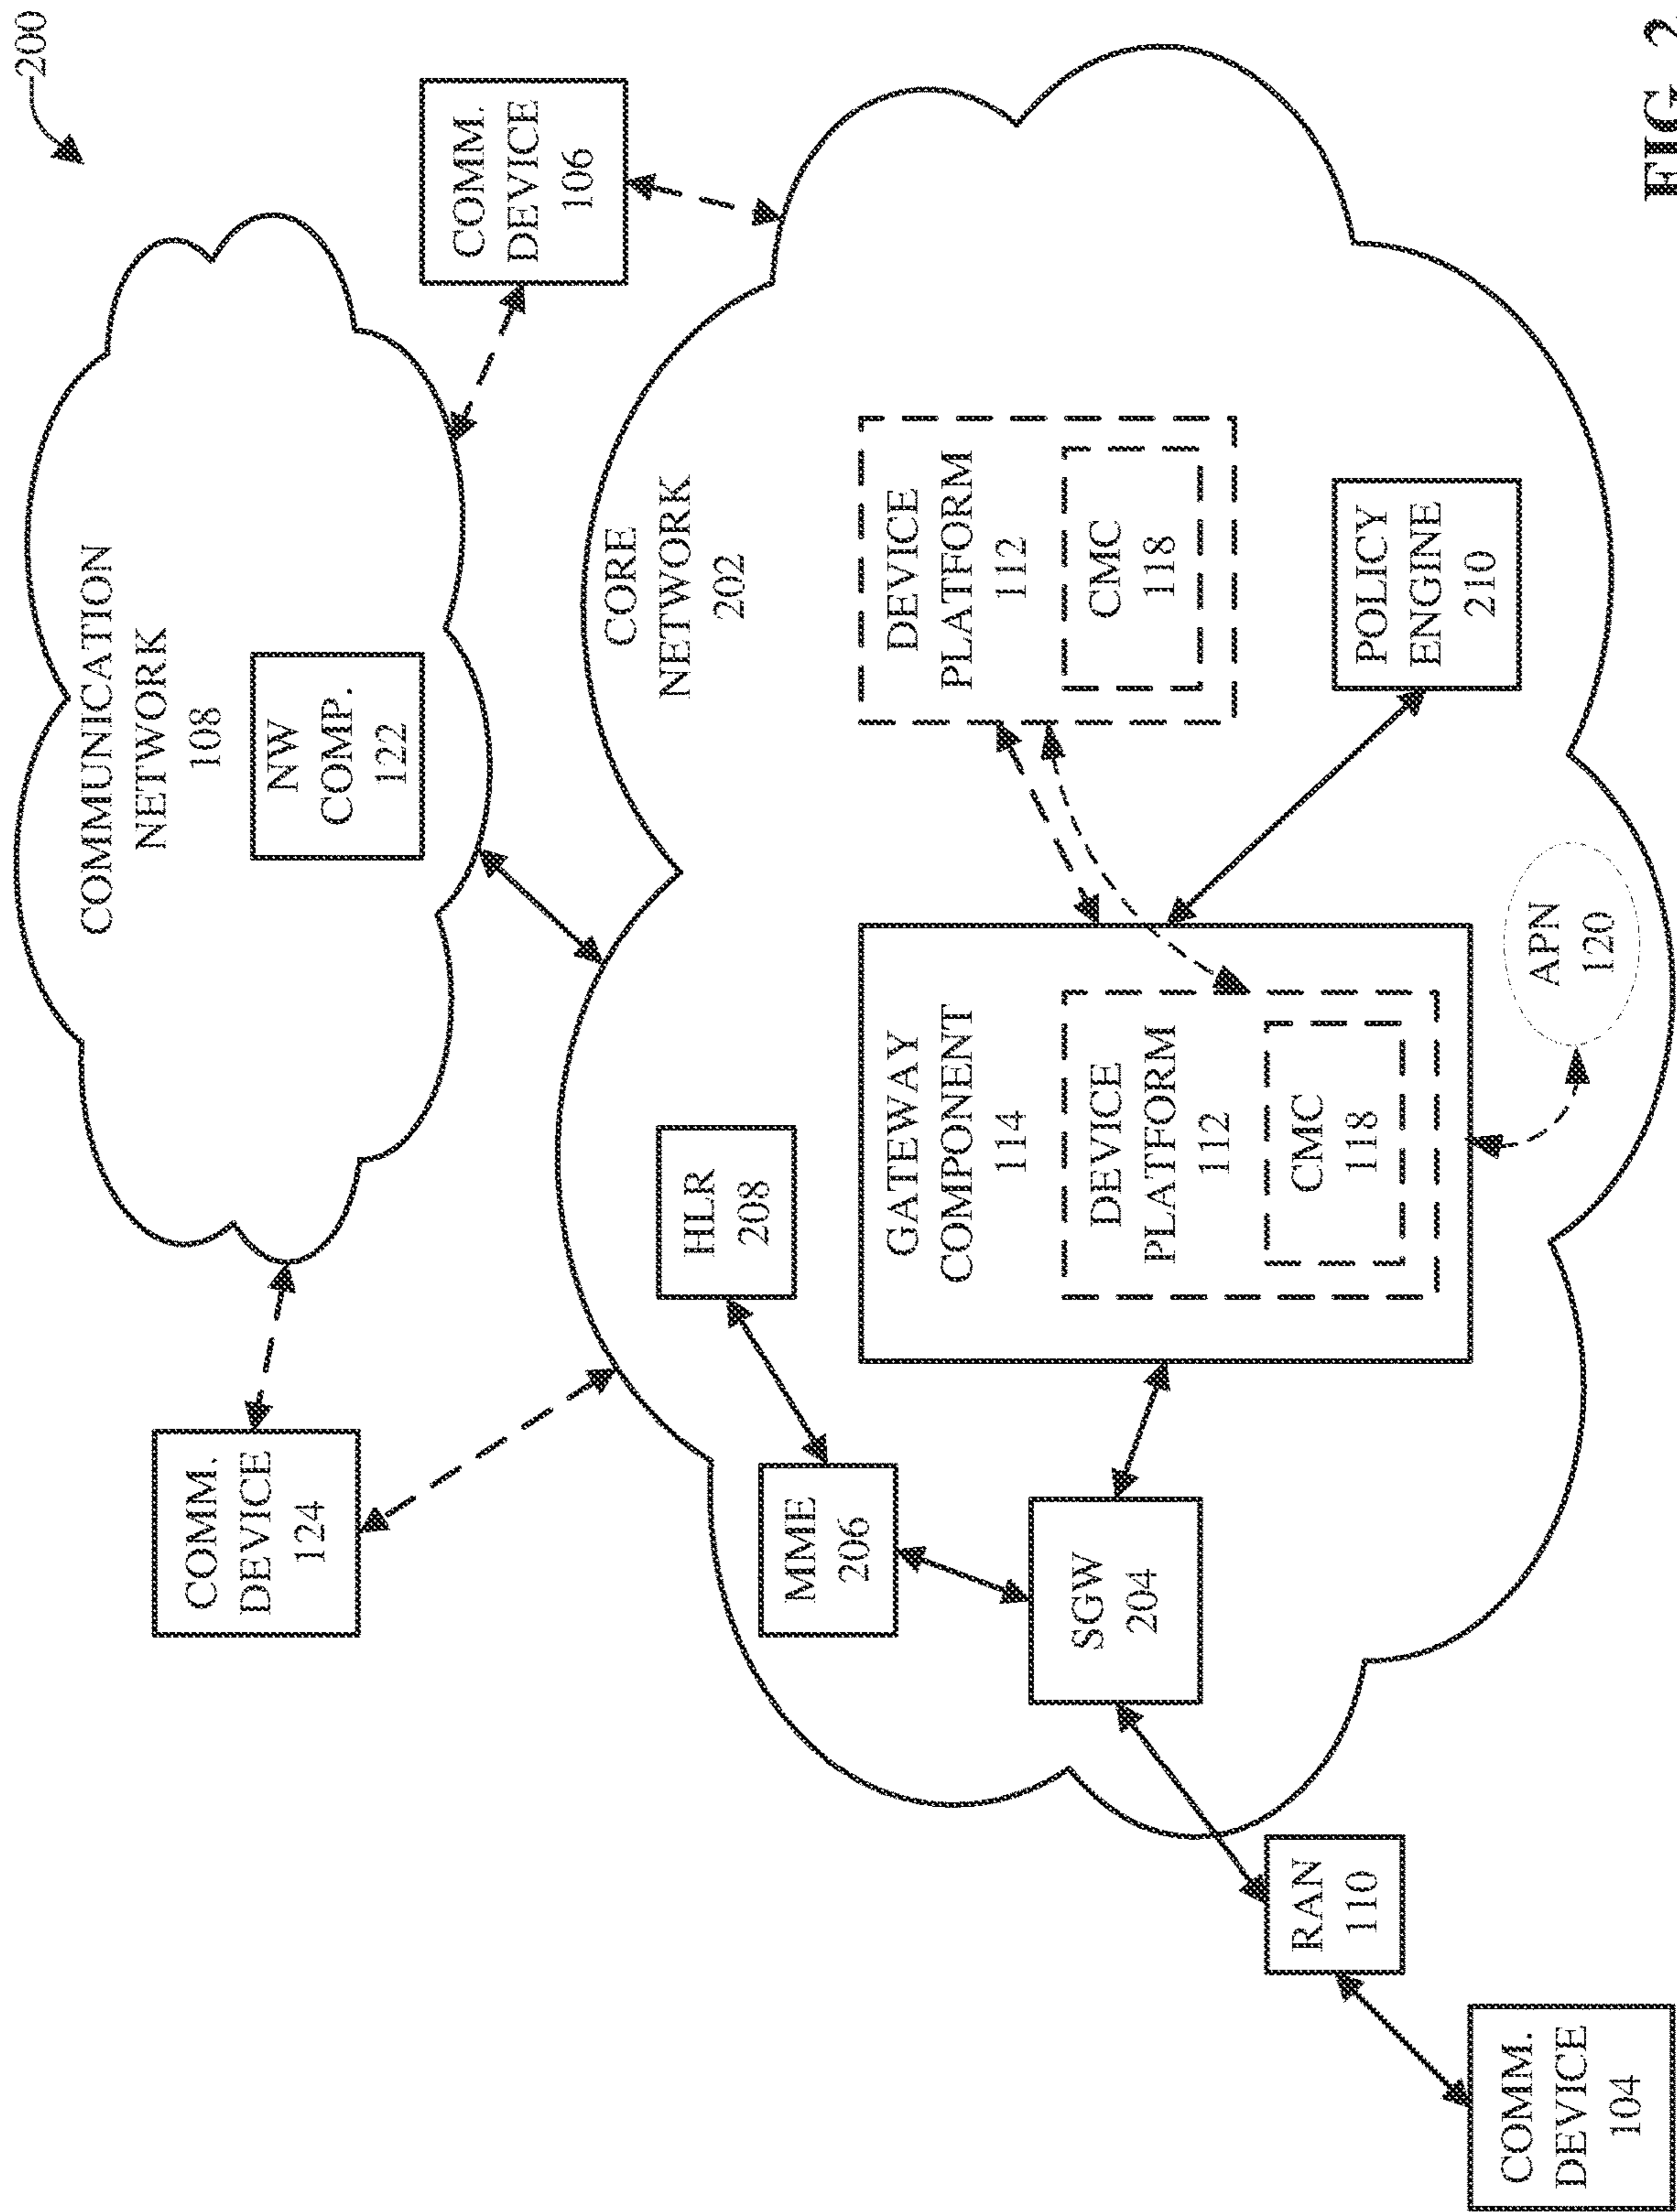 200
COMMUNICATION
NETWORK
108
NW
COMP.
122
COMM.
DEVICE
124
COMM.
DEVICE
106
CORE
NETWORK
202
HLR
208
MME
206
SGW
204
GATEWAY
COMPONENT
114
DEVICE
PLATFORM
112
CMC
118
DEVICE
PLATFORM
112
CMC
118
POLICY
ENGINE
210
APN
120
RAN
110
COMM.
DEVICE
104
FIG. 2